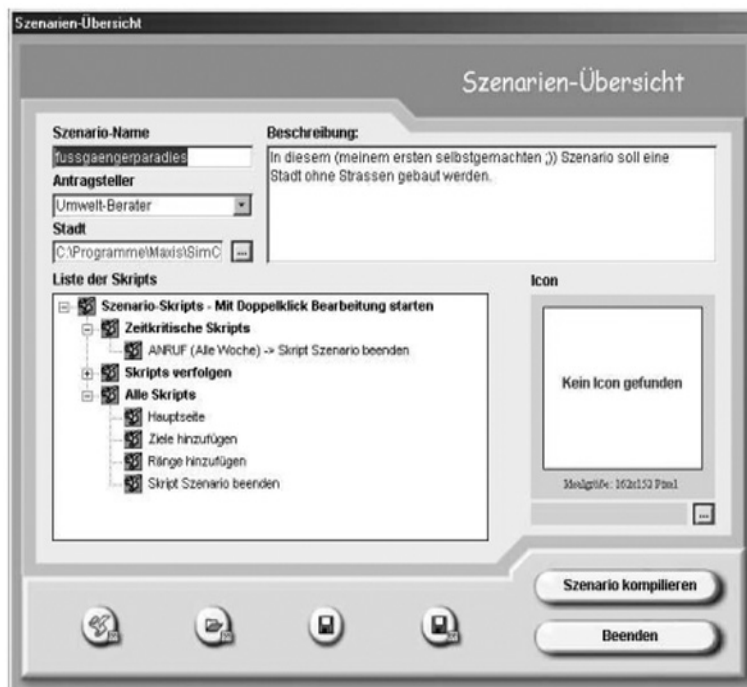 Szenarien-Übersicht
Szenarien-Übersicht
Szenario-Name
fussgaengerparadies
Antragsteller
Umwelt-Berater
Stadt
C:\Programme\Maxis\SimC
...
Beschreibung:
In diesem (meinem ersten selbstgemachten ;)) Szenario soll eine
Stadt ohne Strassen gebaut werden.
Liste der Skripts
Szenario-Skripts - Mit Doppelklick Bearbeitung starten
Zeitkritische Skripts
ANRUF (Alle Woche) -> Skript Szenario beenden
Skripts verfolgen
Alle Skripts
Hauptseite
Ziele hinzufügen
Ränge hinzufügen
Skript Szenario beenden
Icon
Kein Icon gefunden
162x152 Pixel
...
Szenario kompilieren
Beenden